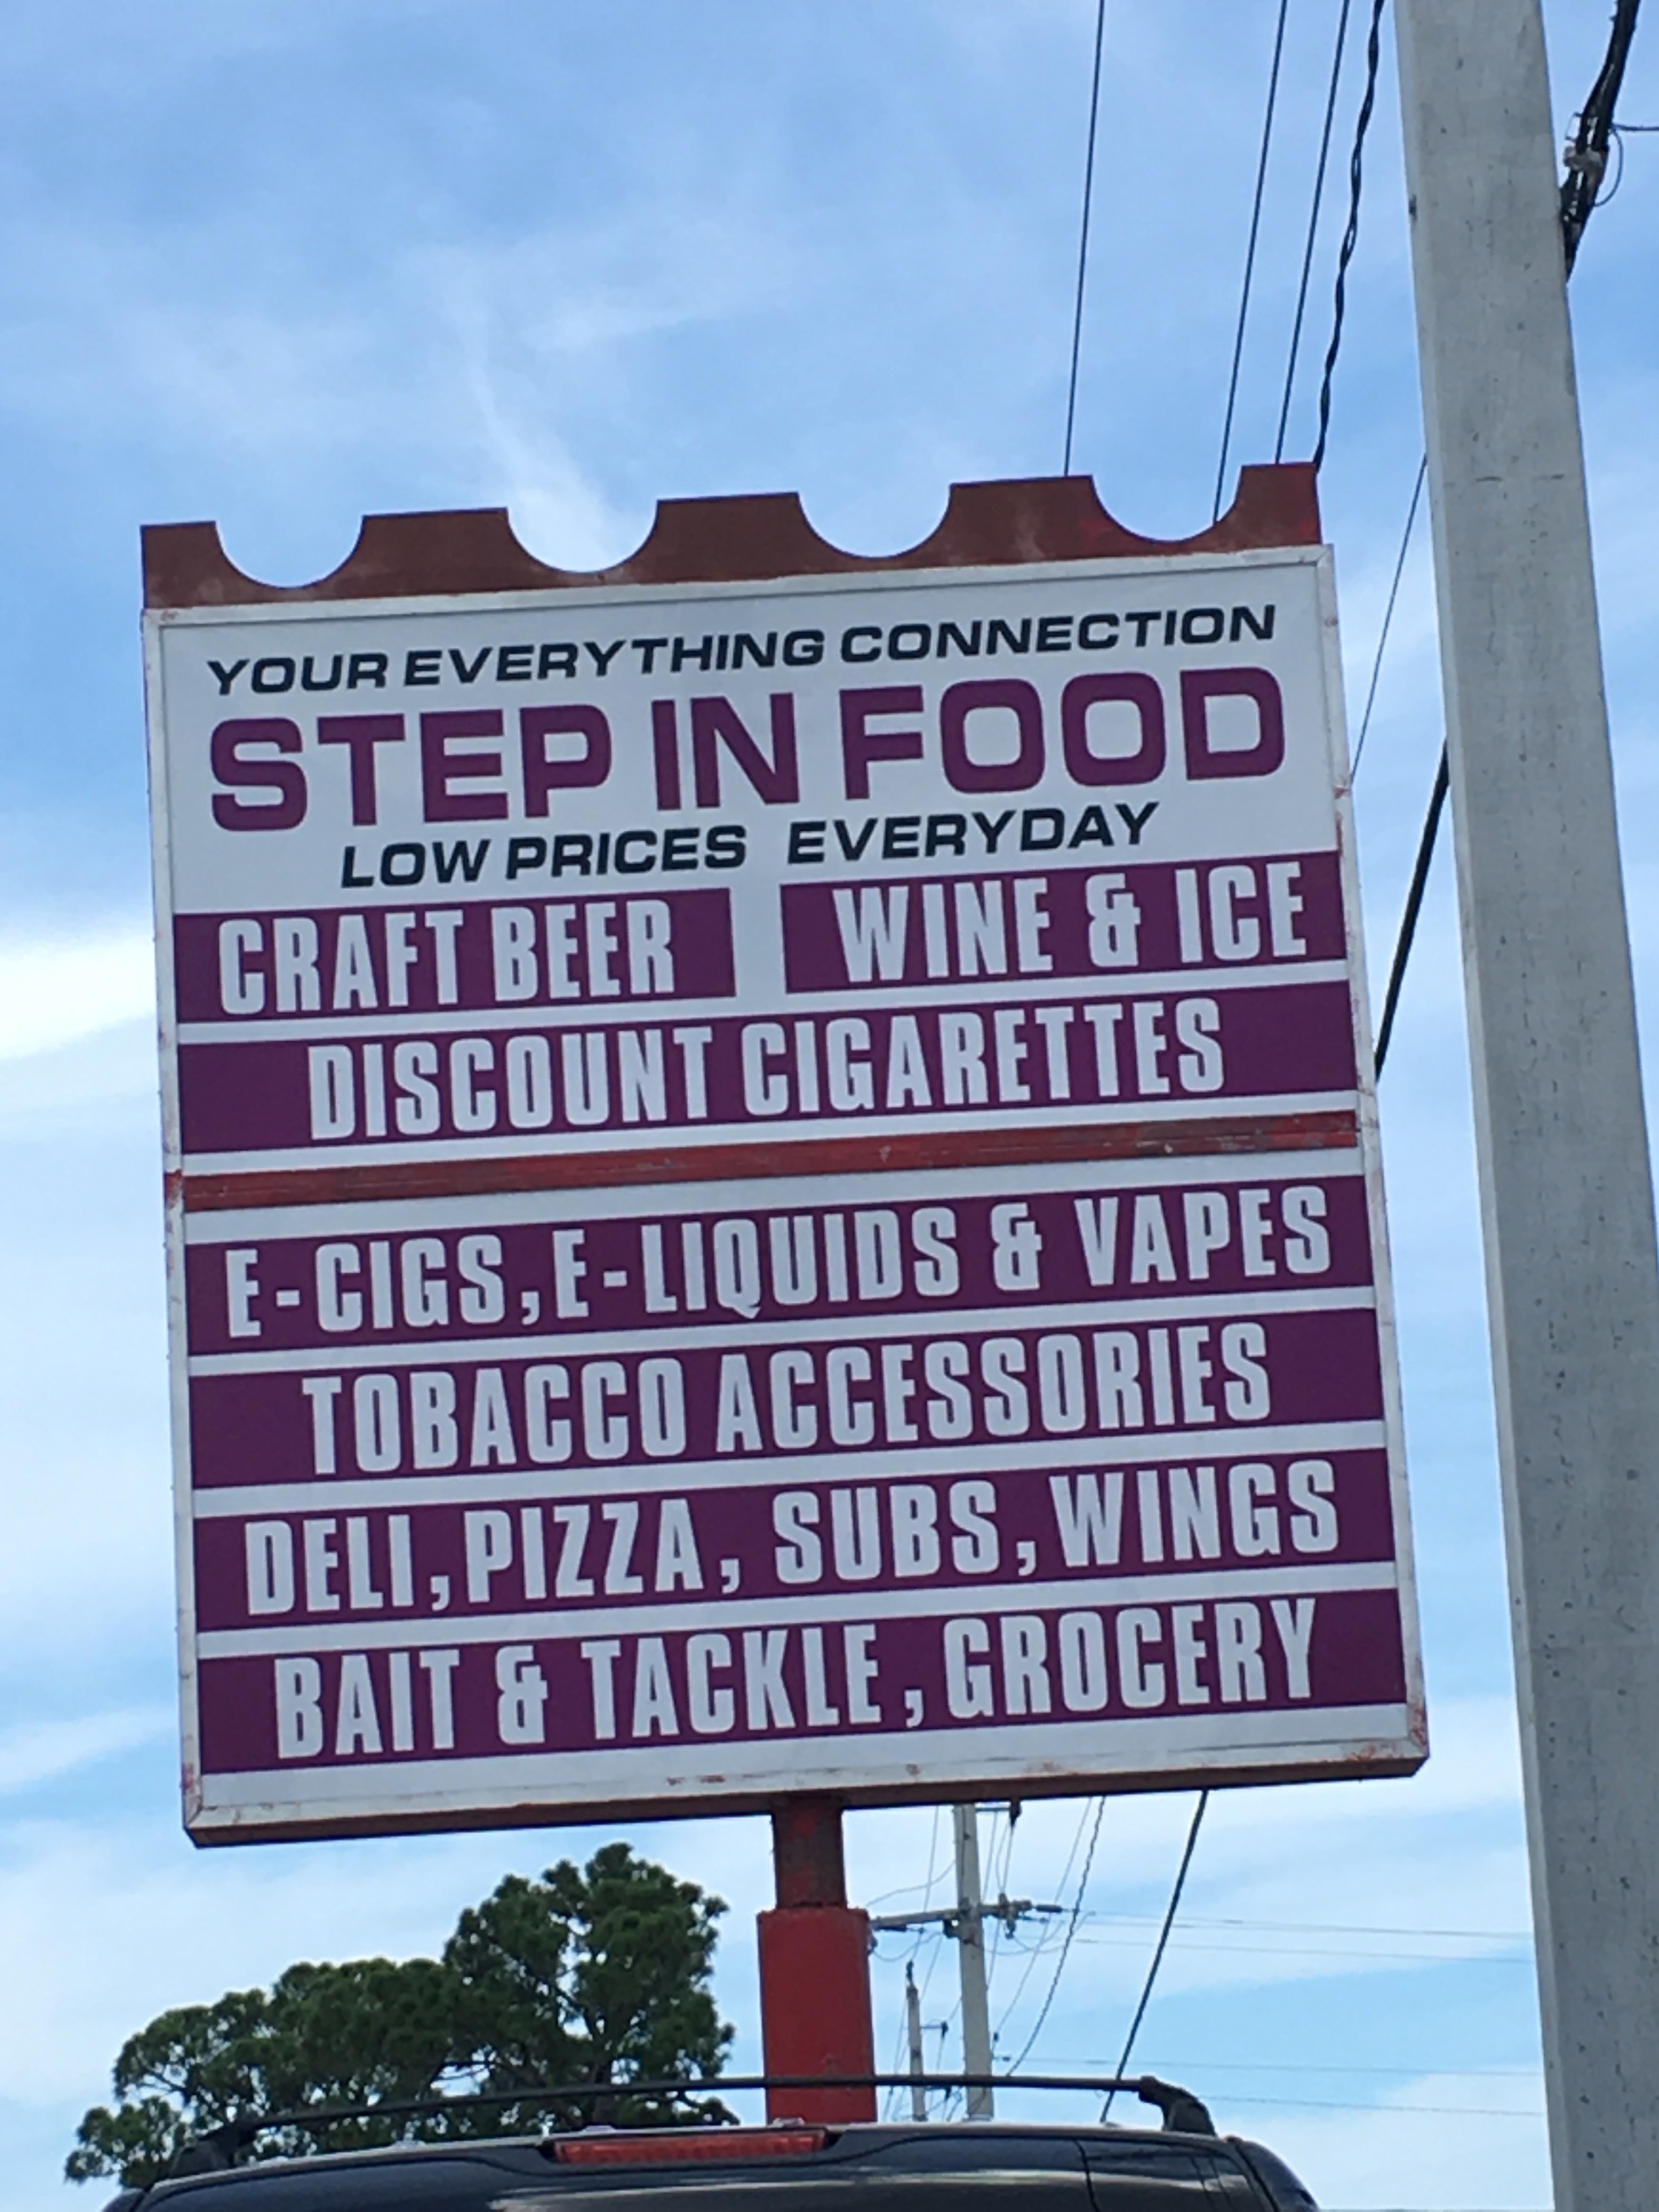 YOUR EVERYTHING CONNECTION
STEP IN FOOD
LOW PRICES EVERYDAY
CRAFT BEER WINE & ICE
DISCOUNT CIGARETTES
E-CIGS, E-LIQUIDS & VAPES
TOBACCO ACCESSORIES
DELI, PIZZA, SUBS, WINGS
BAIT & TACKLE, GROCERY